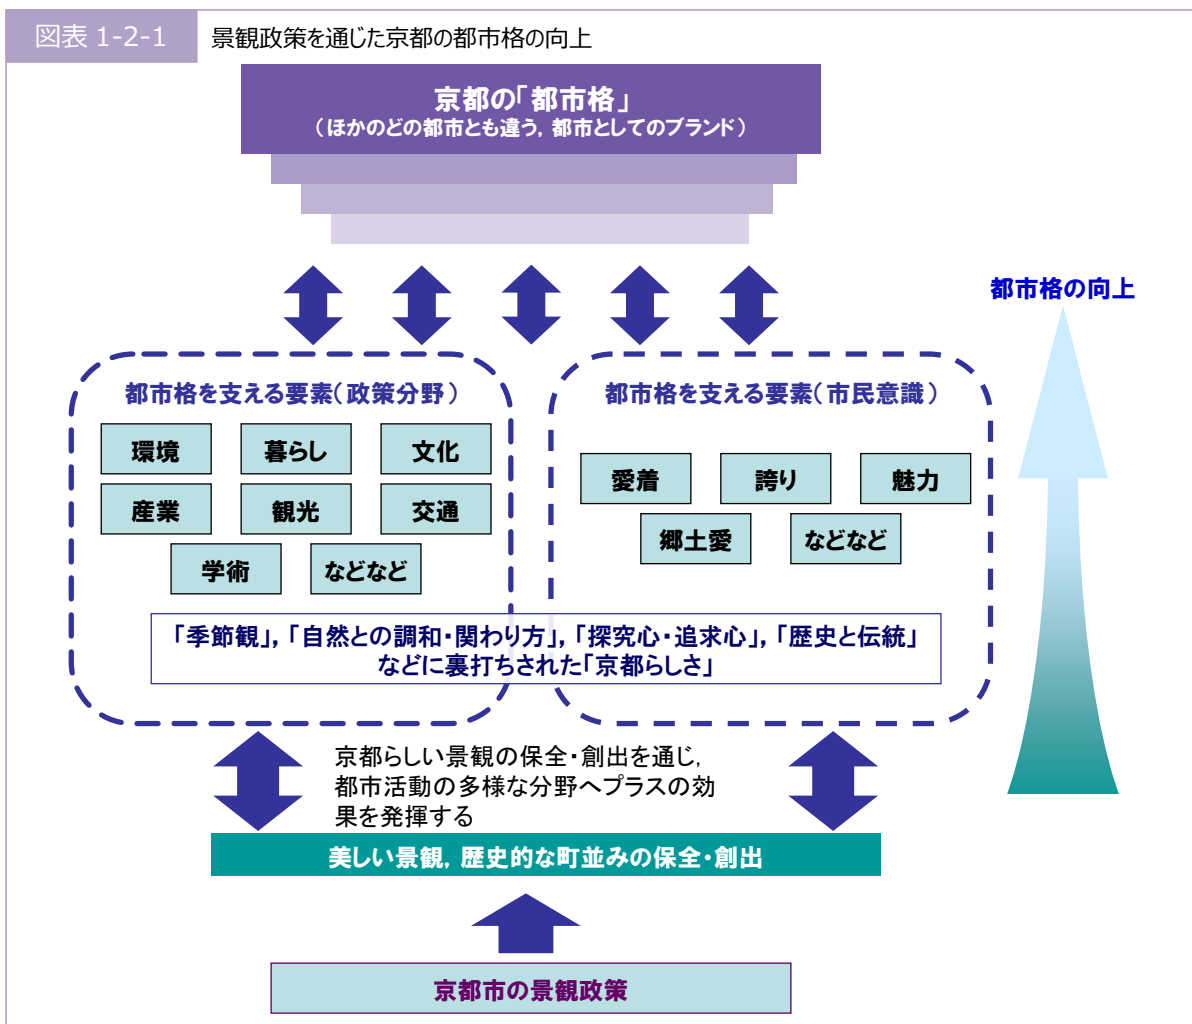 図表 1-2-1
景観政策を通じた京都の都市格の向上
京都の「都市格」
（ほかのどの都市とも違う，都市としてのブランド）
都市格の向上
都市格を支える要素（政策分野）
環境
暮らし
文化
産業
観光
交通
学術
などなど
都市格を支える要素（市民意識）
愛着
誇り
魅力
郷土愛
などなど
「季節観」，「自然との調和・関わり方」，「探究心・追求心」，「歴史と伝統」
などに裏打ちされた「京都らしさ」
京都らしい景観の保全・創出を通じ，
都市活動の多様な分野へプラスの効
果を発揮する
美しい景観，歴史的な町並みの保全・創出
京都市の景観政策